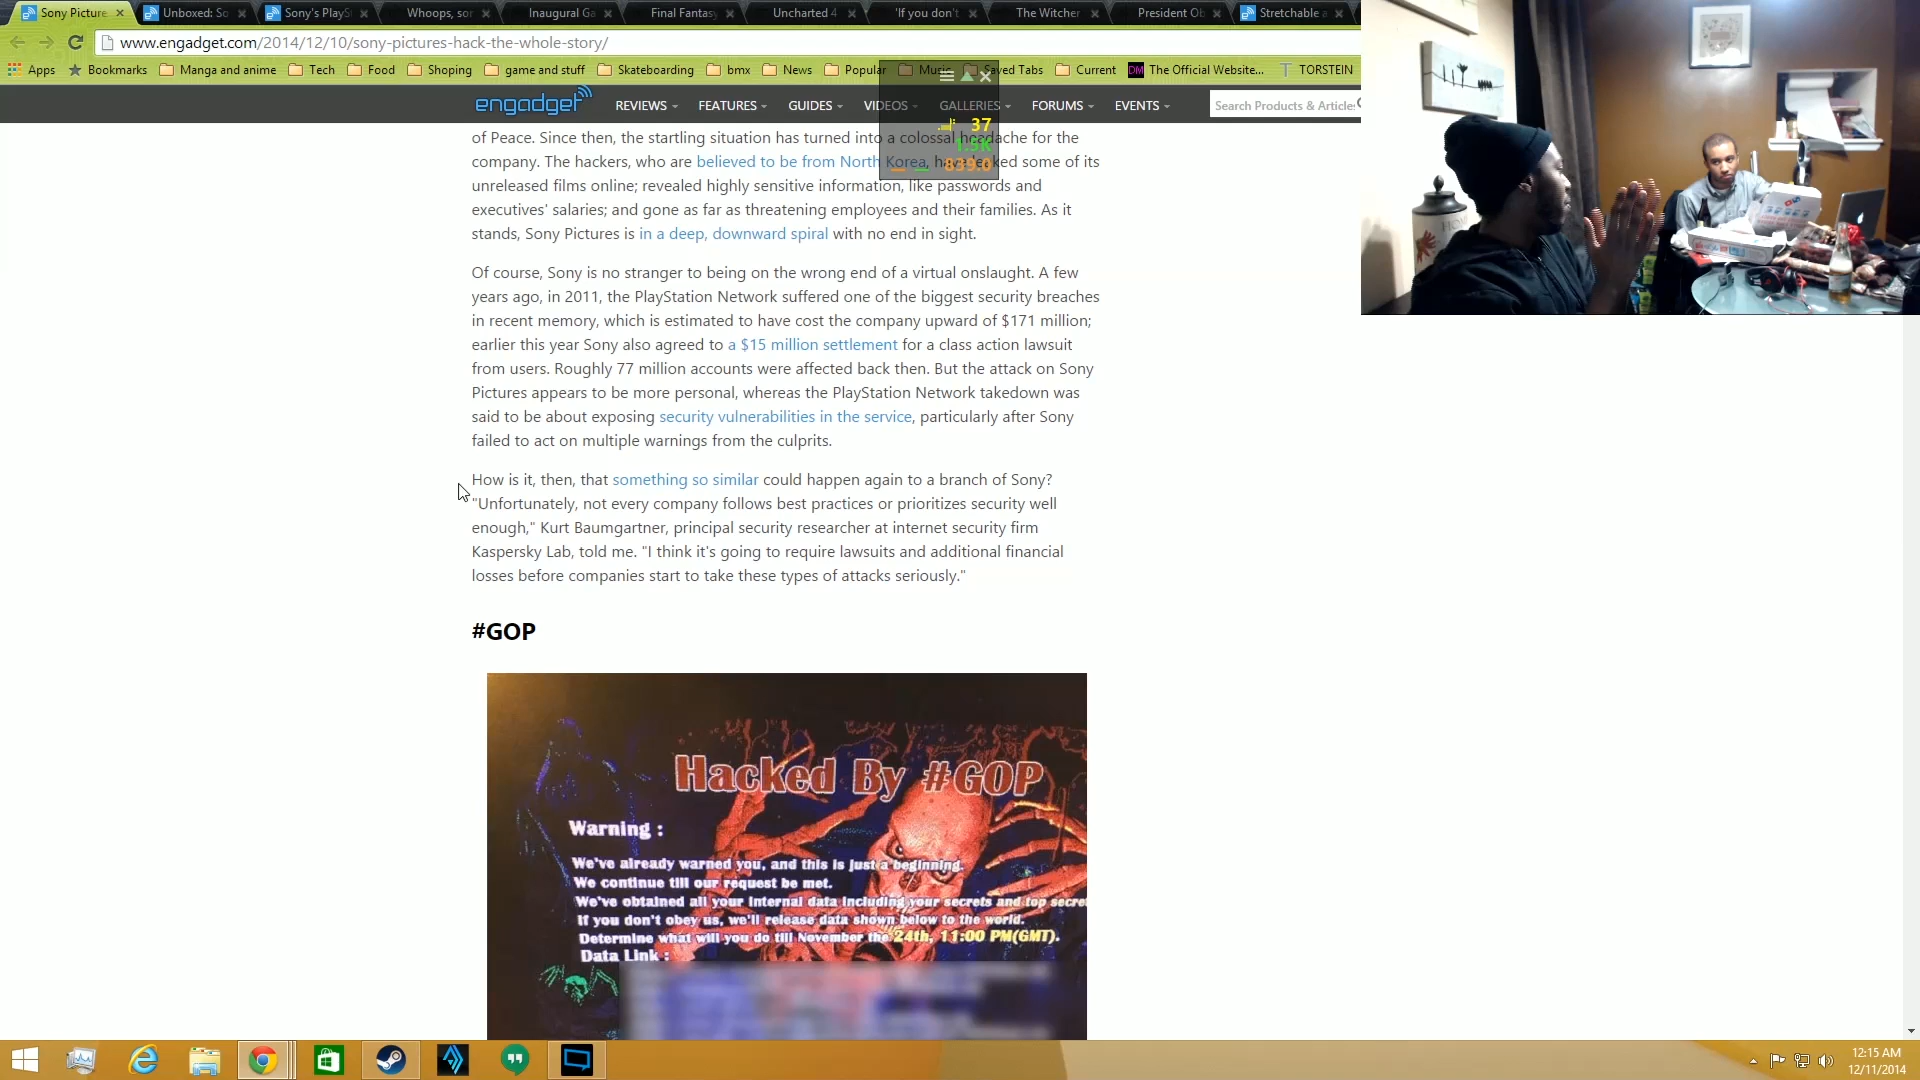 Sony Picture
Unboxed: So
Sony's PlayS
Whoops, sor
Inaugural Ga
Final Fantasy
Uncharted 4
'If you don't
The Witcher
President Ob
Stretchable a
www.engadget.com/2014/12/10/sony-pictures-hack-the-whole-story/
Apps
Bookmarks
Manga and anime
Tech
Food
Shoping
game and stuff
Skateboarding
bmx
News
Popular
Music
Saved Tabs
Current
DM
The Official Website...
TORSTEIN
engadget
REVIEWS
FEATURES
GUIDES
VIDEOS
GALLERIES
FORUMS
EVENTS
Search Products & Articles
37
1.5K
839.0
of Peace. Since then, the startling situation has turned into a colossal headache for the
company. The hackers, who are believed to be from North Korea, have leaked some of its
unreleased films online; revealed highly sensitive information, like passwords and
executives' salaries; and gone as far as threatening employees and their families. As it
stands, Sony Pictures is in a deep, downward spiral with no end in sight.
Of course, Sony is no stranger to being on the wrong end of a virtual onslaught. A few
years ago, in 2011, the PlayStation Network suffered one of the biggest security breaches
in recent memory, which is estimated to have cost the company upward of $171 million;
earlier this year Sony also agreed to a $15 million settlement for a class action lawsuit
from users. Roughly 77 million accounts were affected back then. But the attack on Sony
Pictures appears to be more personal, whereas the PlayStation Network takedown was
said to be about exposing security vulnerabilities in the service, particularly after Sony
failed to act on multiple warnings from the culprits.
How is it, then, that something so similar could happen again to a branch of Sony?
"Unfortunately, not every company follows best practices or prioritizes security well
enough," Kurt Baumgartner, principal security researcher at internet security firm
Kaspersky Lab, told me. "I think it's going to require lawsuits and additional financial
losses before companies start to take these types of attacks seriously."
#GOP
Hacked By #GOP
Warning :
We've already warned you, and this is just a beginning.
We continue till our request be met.
We've obtained all your internal data including your secrets and top secre
If you don't obey us, we'll release data shown below to the world.
Determine what will you do till November the 24th, 11:00 PM(GMT).
Data Link :
12:15 AM
12/11/2014